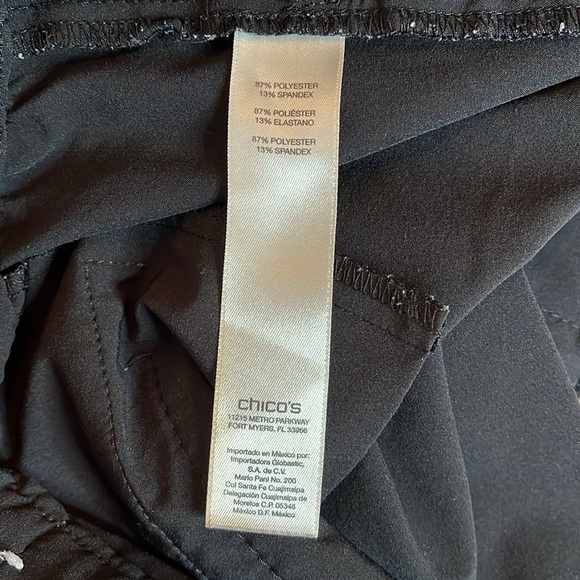 87% POLYESTER
13% SPANDEX
87% POLIÉSTER
13% ELASTANO
87% POLYESTER
13% SPANDEX
chico's
11215 METRO PARKWAY
FORT MYERS, FL 33966
Importado en México por:
Importadora Globastic,
S.A. de C.V.
Mario Pani No. 200
Col Santa Fe Cuajimalpa
Delegación Cuajimalpa de
Morelos C.P. 05348
México D.F. México